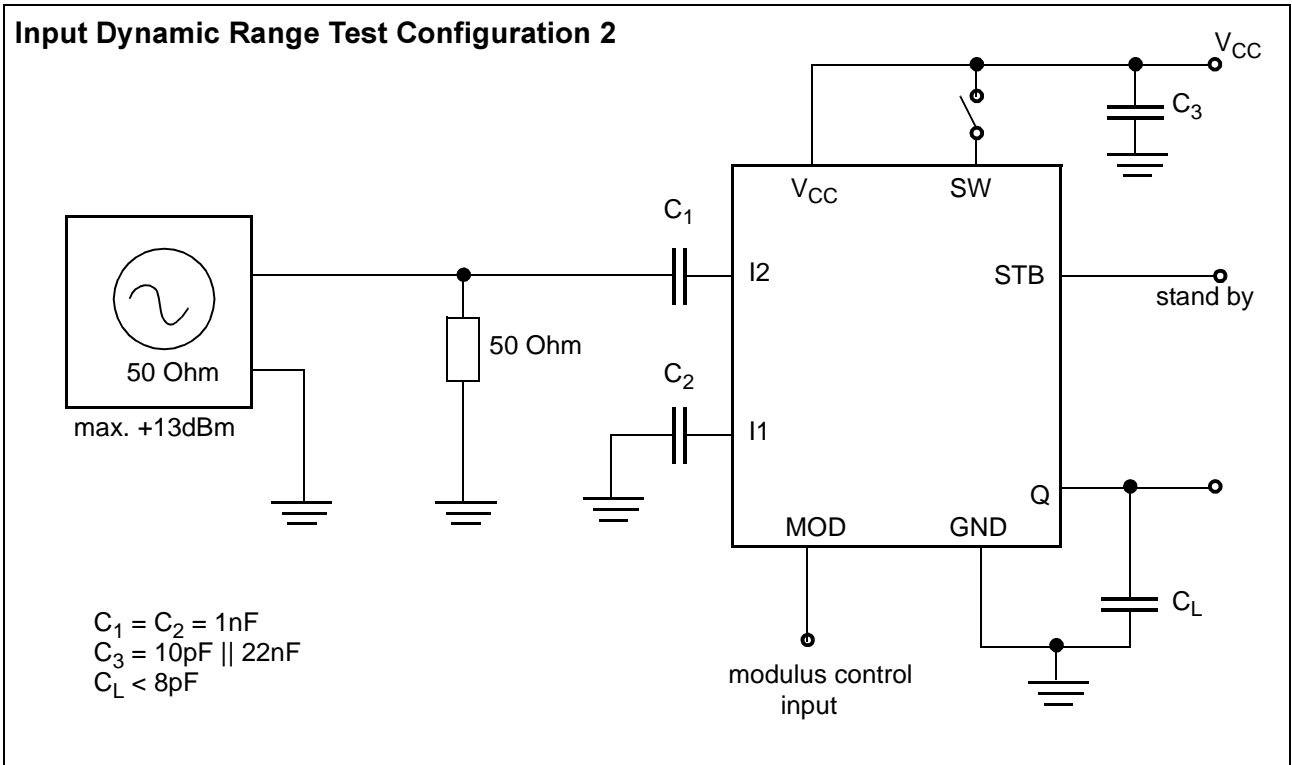 Input Dynamic Range Test Configuration 2
VCC
C3
VCC
SW
C1
I2
STB
stand by
50 Ohm
50 Ohm
max. +13dBm
C2
I1
Q
MOD
GND
CL
C1 = C2 = 1nF
C3 = 10pF || 22nF
CL < 8pF
modulus control
input